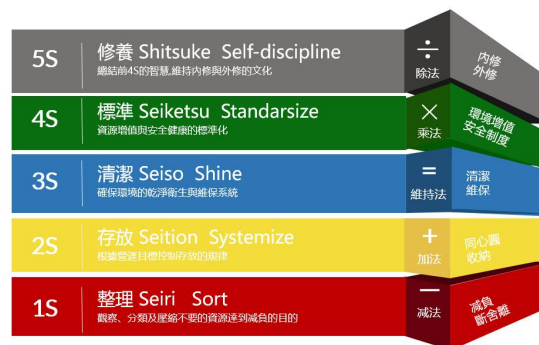 5S
修養 Shitsuke Self-discipline
總結前4S的智慧,維持內修與外修的文化
÷
除法
內修
外修
4S
標準 Seiketsu Standarsize
資源增值與安全健康的標準化
×
乘法
環境增值
安全制度
3S
清潔 Seiso Shine
確保環境的乾淨衛生與維保系統
=
維持法
清潔
維保
2S
存放 Seition Systemize
根據營運目標控制存放的規律
+
加法
同心圓
收納
1S
整理 Seiri Sort
觀察、分類及壓縮不要的資源達到減負的目的
−
減法
減負
斷舍離